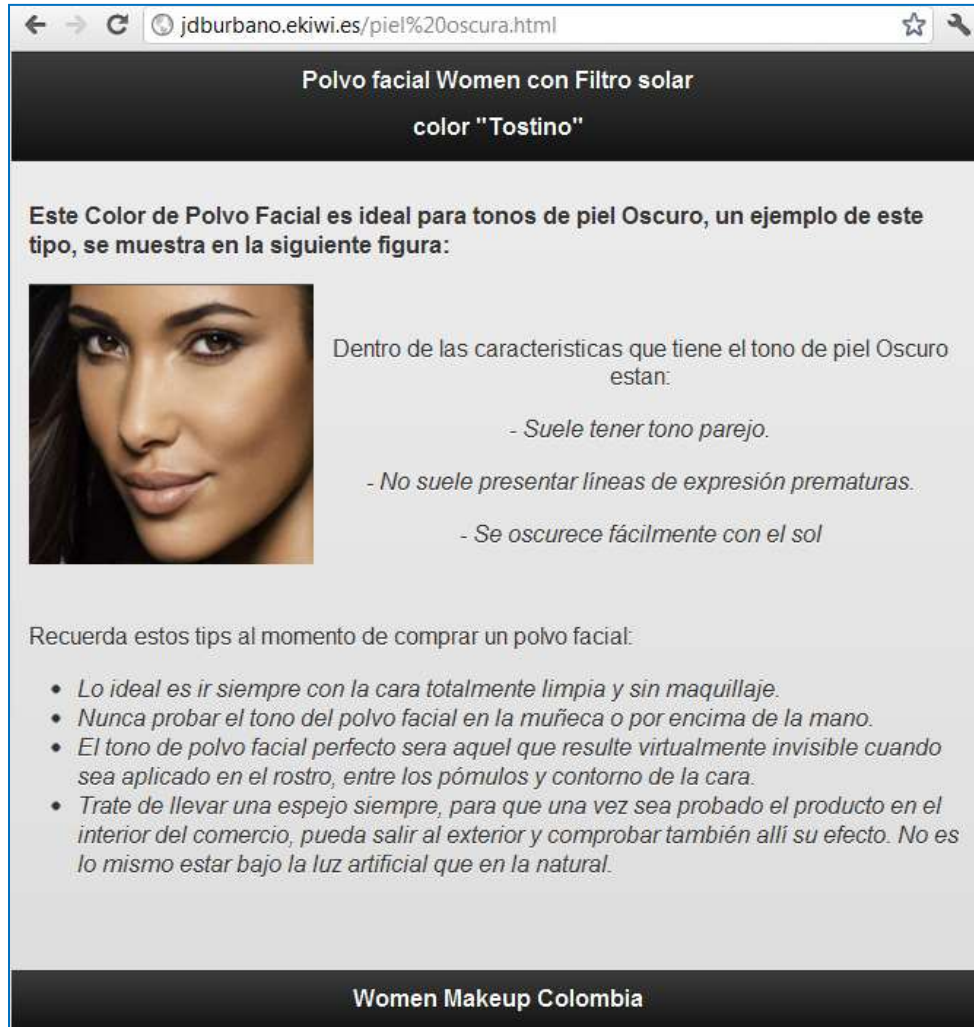 jdburbano.ekiwi.es/piel%20oscura.html
Polvo facial Women con Filtro solar
color "Tostino"
Este Color de Polvo Facial es ideal para tonos de piel Oscuro, un ejemplo de este
tipo, se muestra en la siguiente figura:
Dentro de las caracteristicas que tiene el tono de piel Oscuro
estan:
- Suele tener tono parejo.
- No suele presentar líneas de expresión prematuras.
- Se oscurece fácilmente con el sol
Recuerda estos tips al momento de comprar un polvo facial:
• Lo ideal es ir siempre con la cara totalmente limpia y sin maquillaje.
• Nunca probar el tono del polvo facial en la muñeca o por encima de la mano.
• El tono de polvo facial perfecto sera aquel que resulte virtualmente invisible cuando
sea aplicado en el rostro, entre los pómulos y contorno de la cara.
• Trate de llevar una espejo siempre, para que una vez sea probado el producto en el
interior del comercio, pueda salir al exterior y comprobar también allí su efecto. No es
lo mismo estar bajo la luz artificial que en la natural.
Women Makeup Colombia